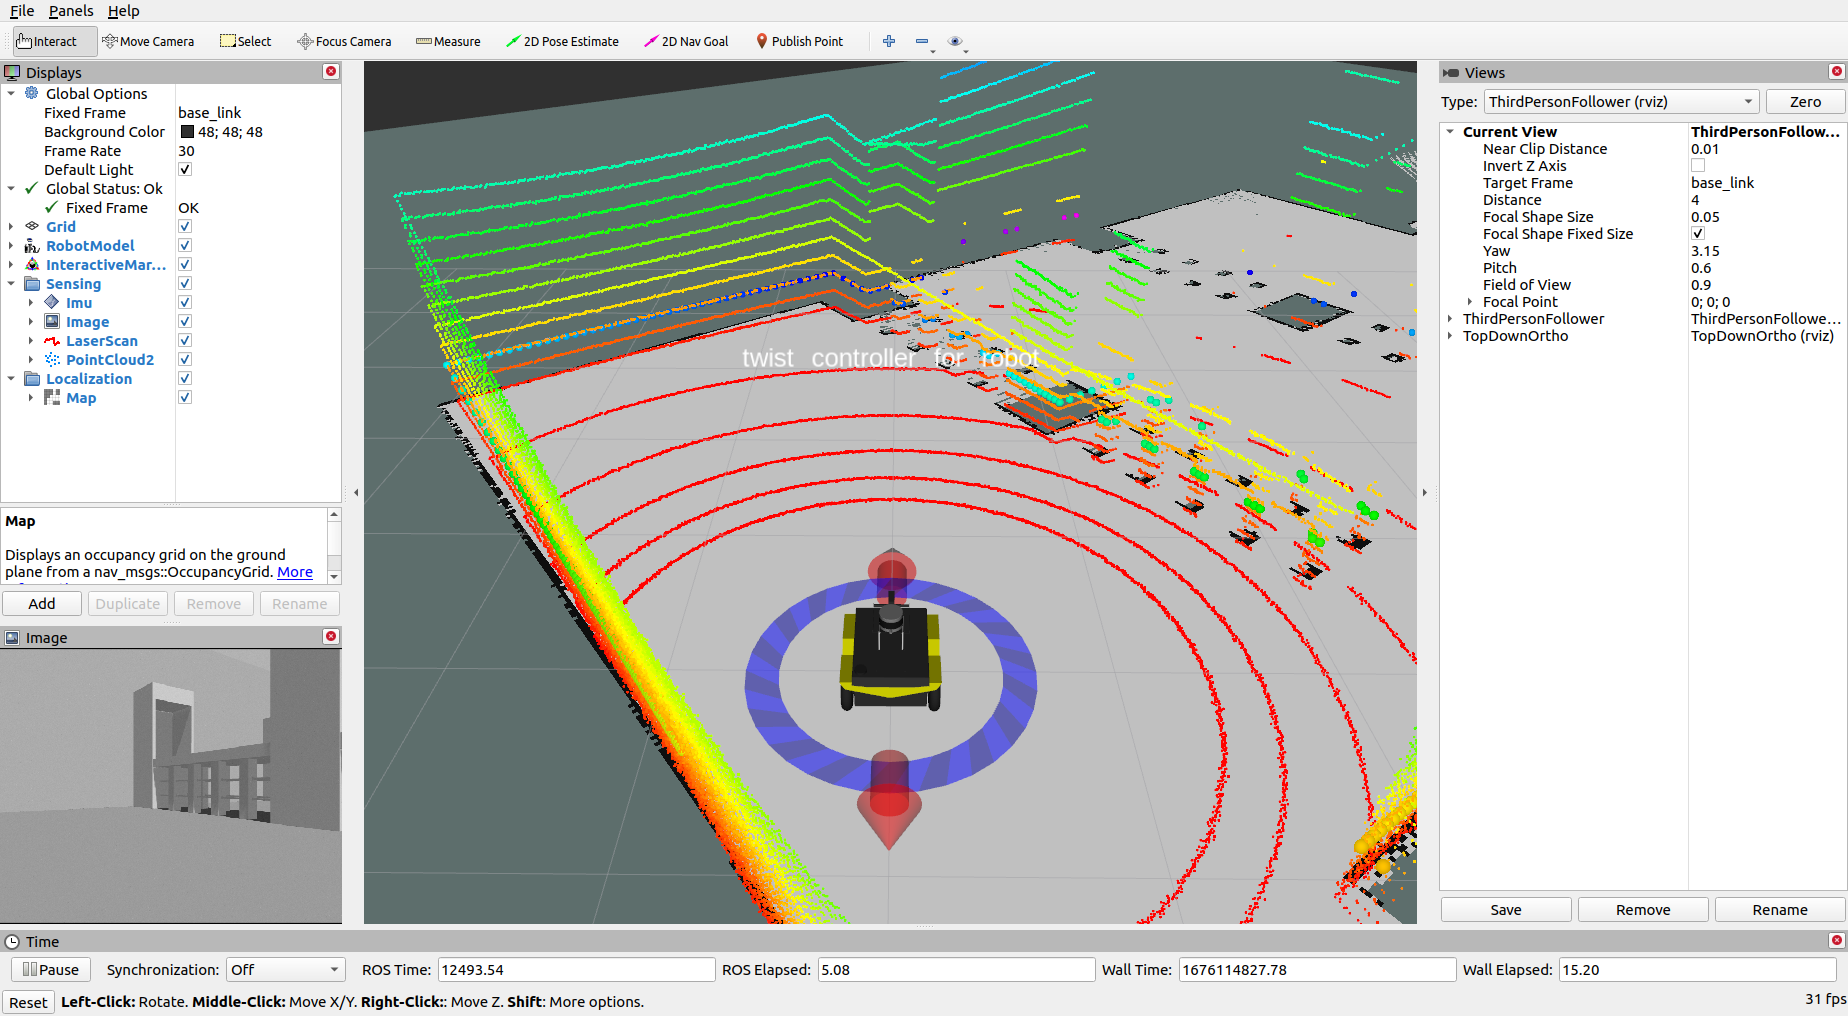 File Panels Help
Interact Move Camera Select Focus Camera Measure 2D Pose Estimate 2D Nav Goal Publish Point
Displays
Global Options
Fixed Frame base_link
Background Color 48; 48; 48
Frame Rate 30
Default Light
Global Status: Ok
Fixed Frame OK
Grid
RobotModel
InteractiveMar...
Sensing
Imu
Image
LaserScan
PointCloud2
Localization
Map
Map
Displays an occupancy grid on the ground
plane from a nav_msgs::OccupancyGrid. More
Add Duplicate Remove Rename
Image
twist controller for robot
Views
Type: ThirdPersonFollower (rviz) Zero
Current View ThirdPersonFollow...
Near Clip Distance 0.01
Invert Z Axis
Target Frame base_link
Distance 4
Focal Shape Size 0.05
Focal Shape Fixed Size
Yaw 3.15
Pitch 0.6
Field of View 0.9
Focal Point 0; 0; 0
ThirdPersonFollower ThirdPersonFollowe...
TopDownOrtho TopDownOrtho (rviz)
Save Remove Rename
Time
Pause Synchronization: Off ROS Time: 12493.54 ROS Elapsed: 5.08 Wall Time: 1676114827.78 Wall Elapsed: 15.20
Reset Left-Click: Rotate. Middle-Click: Move X/Y. Right-Click:: Move Z. Shift: More options. 31 fps